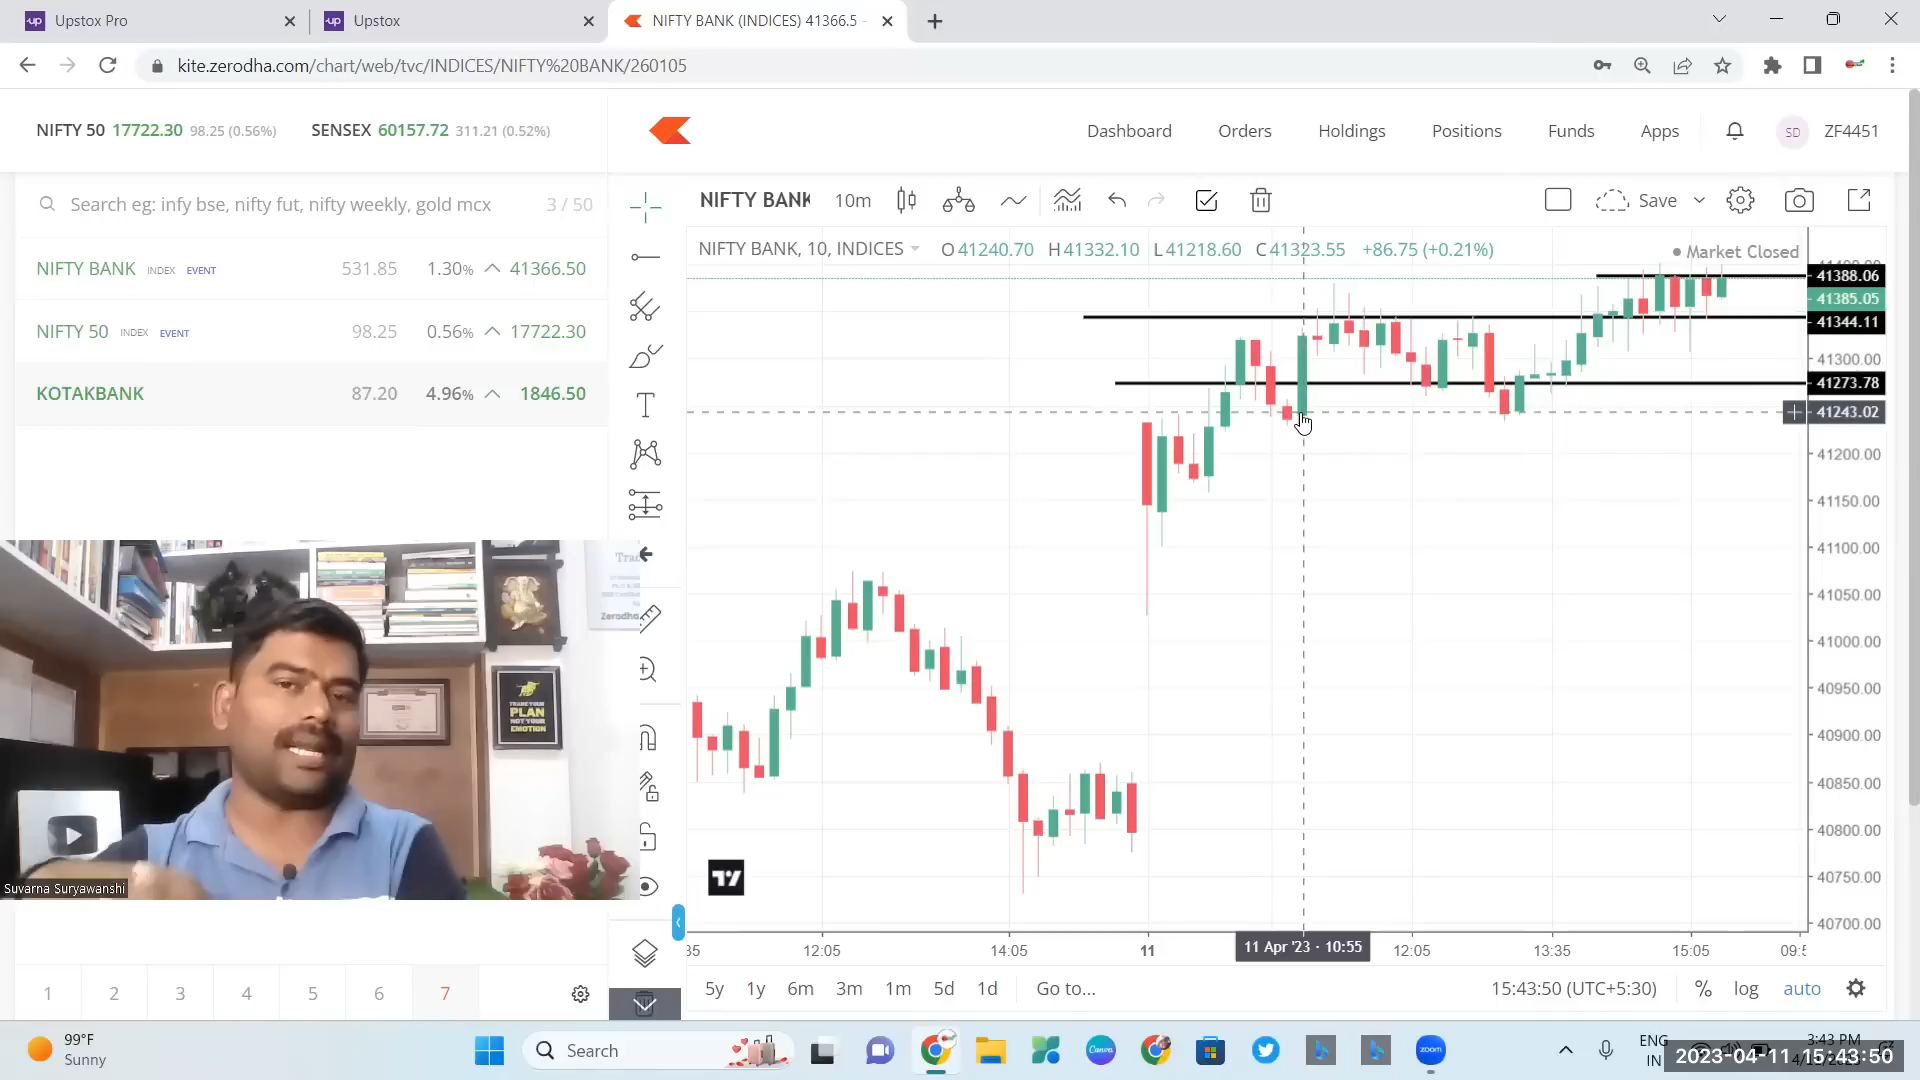 Upstox Pro
Upstox
NIFTY BANK (INDICES) 41366.5 -
kite.zerodha.com/chart/web/tvc/INDICES/NIFTY%20BANK/260105
NIFTY 50 17722.30 98.25 (0.56%) SENSEX 60157.72 311.21 (0.52%)
Dashboard Orders Holdings Positions Funds Apps SD ZF4451
Search eg: infy bse, nifty fut, nifty weekly, gold mcx 3 / 50
NIFTY BANK INDEX EVENT 531.85 1.30% 41366.50
NIFTY 50 INDEX EVENT 98.25 0.56% 17722.30
KOTAKBANK 87.20 4.96% 1846.50
NIFTY BANK 10m Save
NIFTY BANK, 10, INDICES O41240.70 H41332.10 L41218.60 C41323.55 +86.75 (+0.21%)
Market Closed
41388.06
41385.05
41344.11
41300.00
41273.78
41243.02
41200.00
41150.00
41100.00
41050.00
41000.00
40950.00
40900.00
40850.00
40800.00
40750.00
40700.00
Zerodha
TRADE YOUR
PLAN
NOT YOUR
EMOTION
Suvarna Suryawanshi
12:05 14:05 11 11 Apr '23 · 10:55 12:05 13:35 15:05
5y 1y 6m 3m 1m 5d 1d Go to... 15:43:50 (UTC+5:30) % log auto
1 2 3 4 5 6 7
99°F
Sunny
Search
Canva
zoom
ENG
IN
3:43 PM
2023-04-11 15:43:50